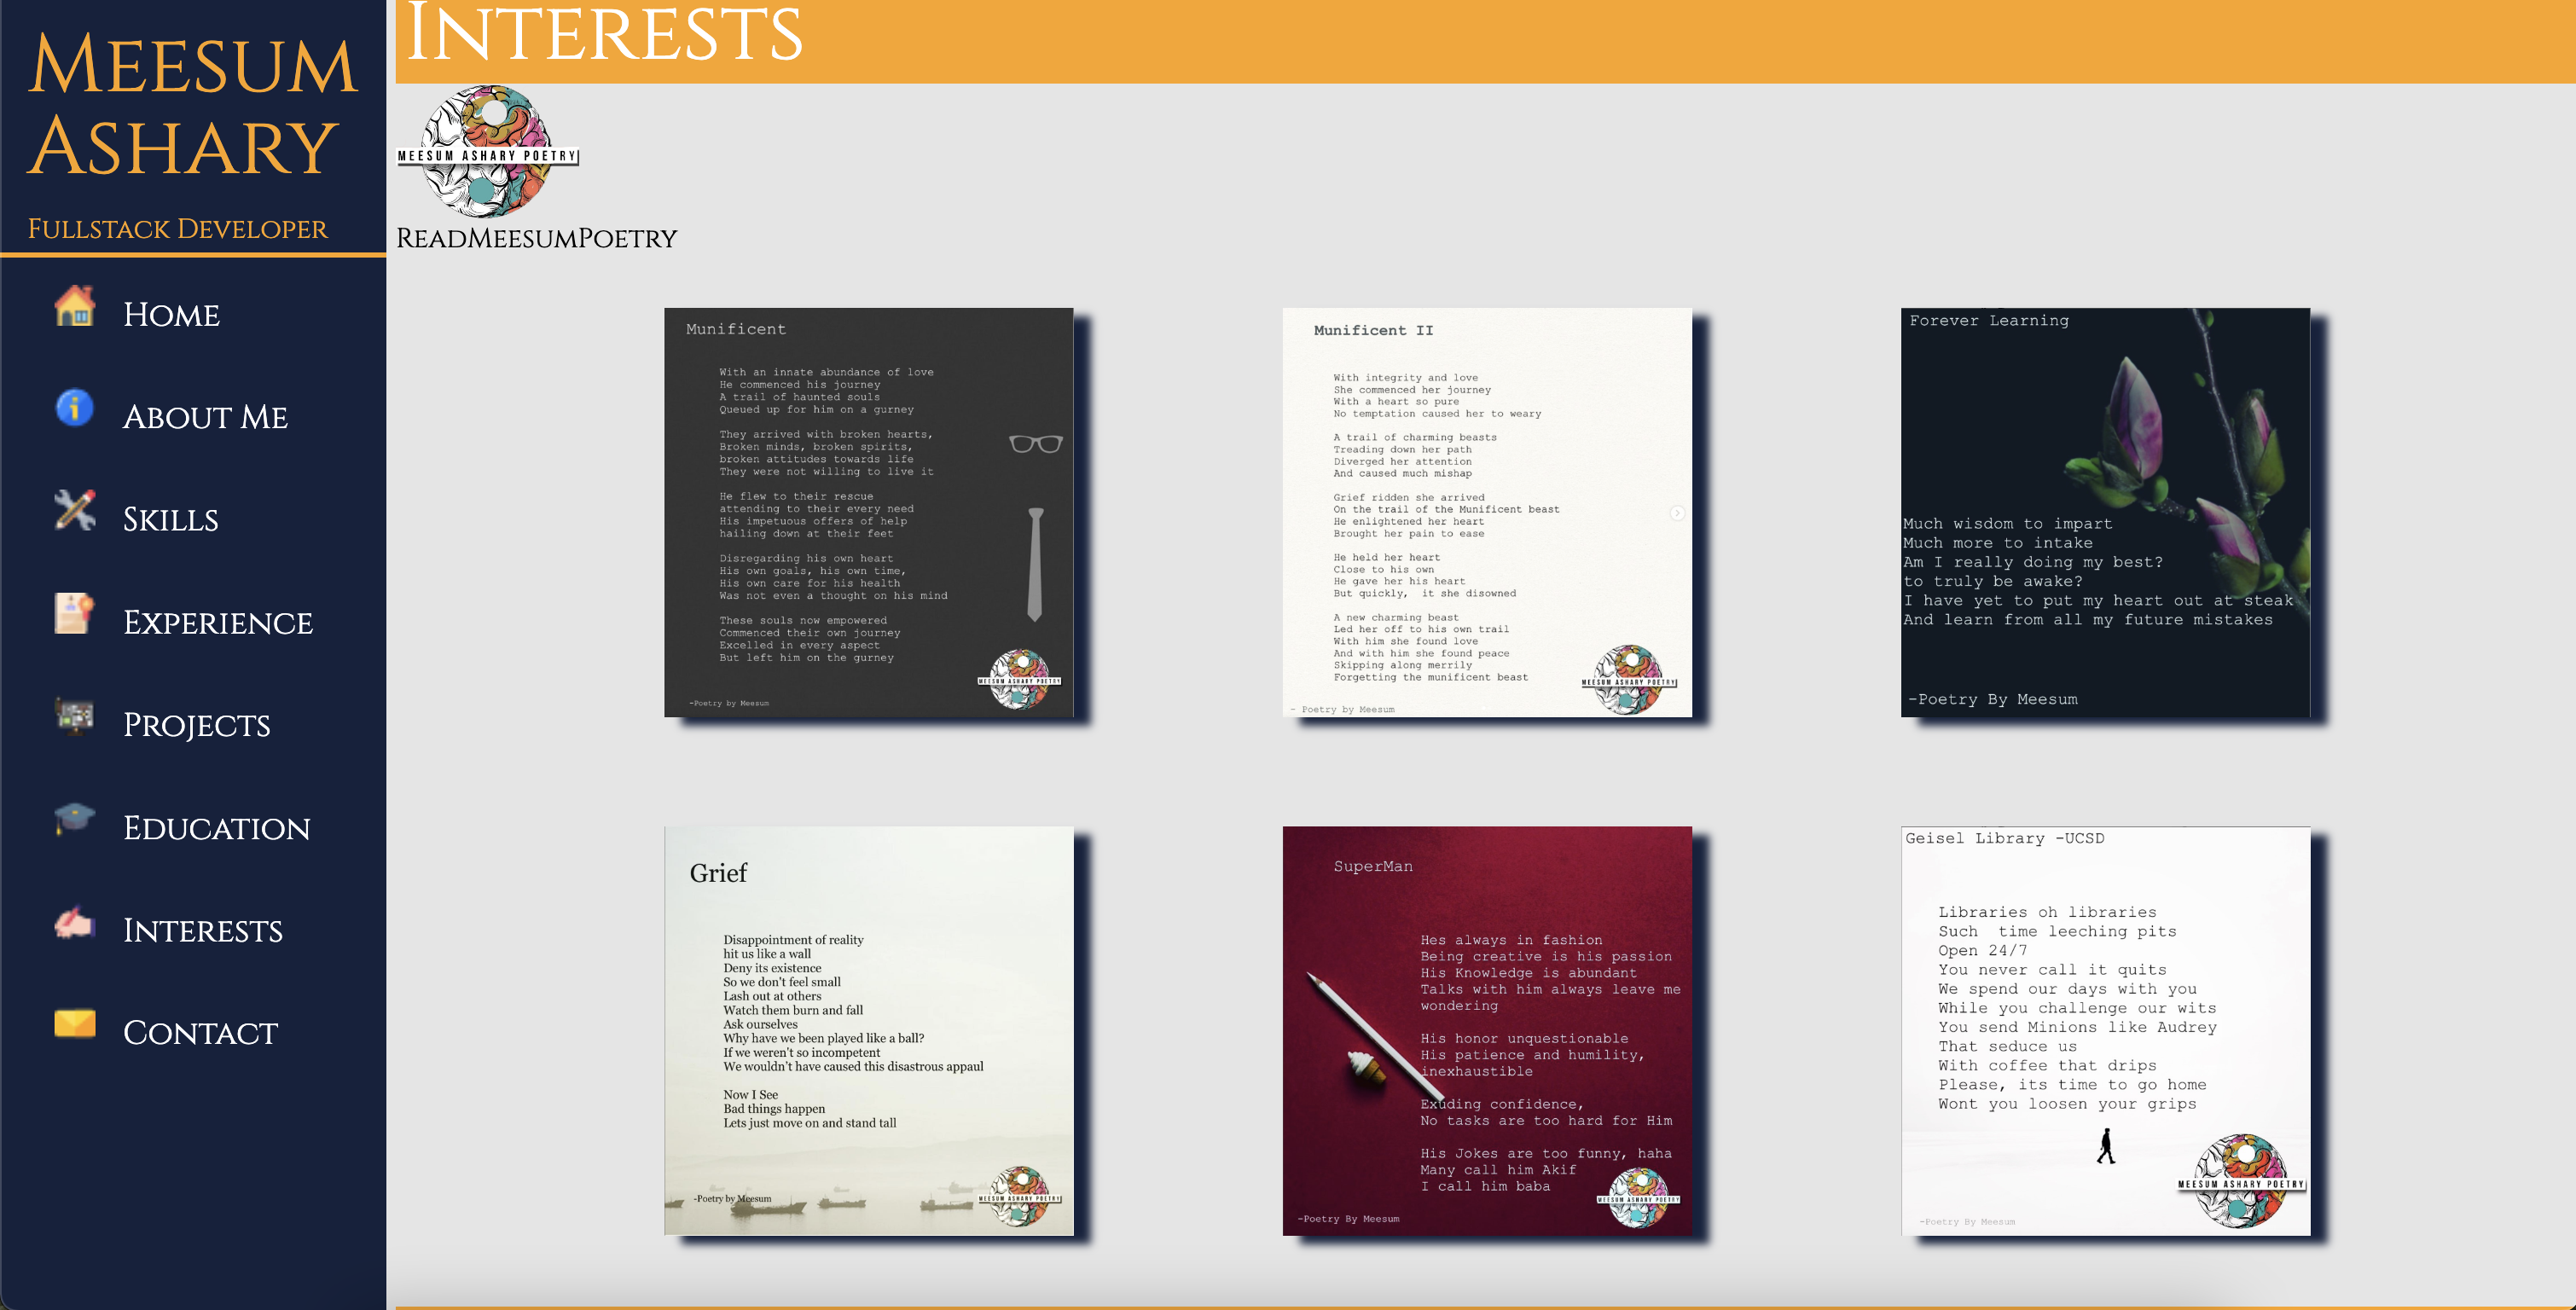 MEESUM
ASHARY
FULLSTACK DEVELOPER
HOME
ABOUT ME
SKILLS
EXPERIENCE
PROJECTS
EDUCATION
INTERESTS
CONTACT
INTERESTS
MEESUM ASHARY POETRY
READMEESUMPOETRY
Munificent
With an innate abundance of love
He commenced his journey
A trail of haunted souls
Queued up for him on a gurney
They arrived with broken hearts,
Broken minds, broken spirits,
broken attitudes towards life
They were not willing to live it
He flew to their rescue
attending to their every need
His impetuous offers of help
hailing down at their feet
Disregarding his own heart
His own goals, his own time,
His own care for his health
Was not even a thought on his mind
These souls now empowered
Commenced their own journey
Excelled in every aspect
But left him on the gurney
MEESUM ASHARY POETRY
-Poetry by Meesum
Munificent II
With integrity and love
She commenced her journey
With a heart so pure
No temptation caused her to weary
A trail of charming beasts
Treading down her path
Diverged her attention
And caused much mishap
Grief ridden she arrived
On the trail of the Munificent beast
He enlightened her heart
Brought her pain to ease
He held her heart
Close to his own
He gave her his heart
But quickly,  it she disowned
A new charming beast
Led her off to his own trail
With him she found love
And with him she found peace
Skipping along merrily
Forgetting the munificent beast
MEESUM ASHARY POETRY
- Poetry by Meesum
Forever Learning
Much wisdom to impart
Much more to intake
Am I really doing my best?
to truly be awake?
I have yet to put my heart out at steak
And learn from all my future mistakes
-Poetry By Meesum
Grief
Disappointment of reality
hit us like a wall
Deny its existence
So we don't feel small
Lash out at others
Watch them burn and fall
Ask ourselves
Why have we been played like a ball?
If we weren't so incompetent
We wouldn't have caused this disastrous appaul
Now I See
Bad things happen
Lets just move on and stand tall
-Poetry by Meesum
MEESUM ASHARY POETRY
SuperMan
Hes always in fashion
Being creative is his passion
His Knowledge is abundant
Talks with him always leave me
wondering
His honor unquestionable
His patience and humility,
inexhaustible
Exuding confidence,
No tasks are too hard for Him
His Jokes are too funny, haha
Many call him Akif
I call him baba
MEESUM ASHARY POETRY
-Poetry By Meesum
Geisel Library -UCSD
Libraries oh libraries
Such  time leeching pits
Open 24/7
You never call it quits
We spend our days with you
While you challenge our wits
You send Minions like Audrey
That seduce us
With coffee that drips
Please, its time to go home
Wont you loosen your grips
MEESUM ASHARY POETRY
-Poetry By Meesum